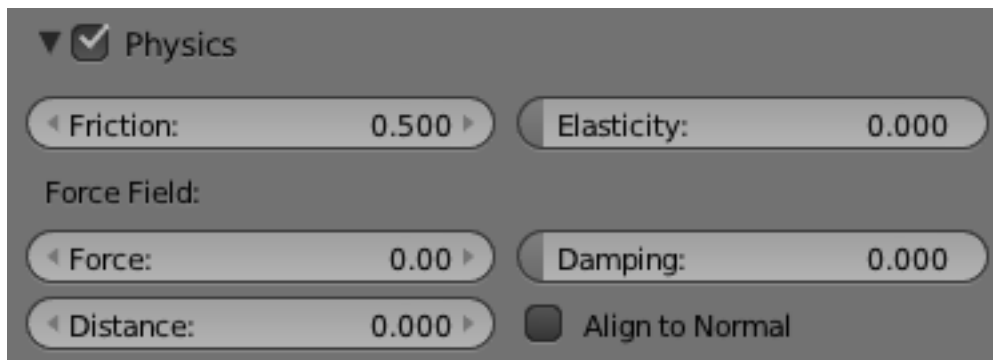 Physics
Friction: 0.500 Elasticity: 0.000
Force Field:
Force: 0.00 Damping: 0.000
Distance: 0.000 Align to Normal